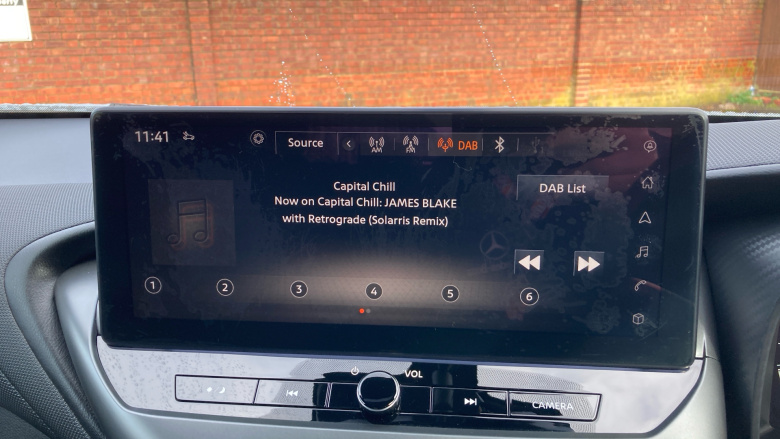 11:41
Source
AM
FM
DAB
Capital Chill
Now on Capital Chill: JAMES BLAKE
with Retrograde (Solarris Remix)
DAB List
1 2 3 4 5 6
VOL
CAMERA